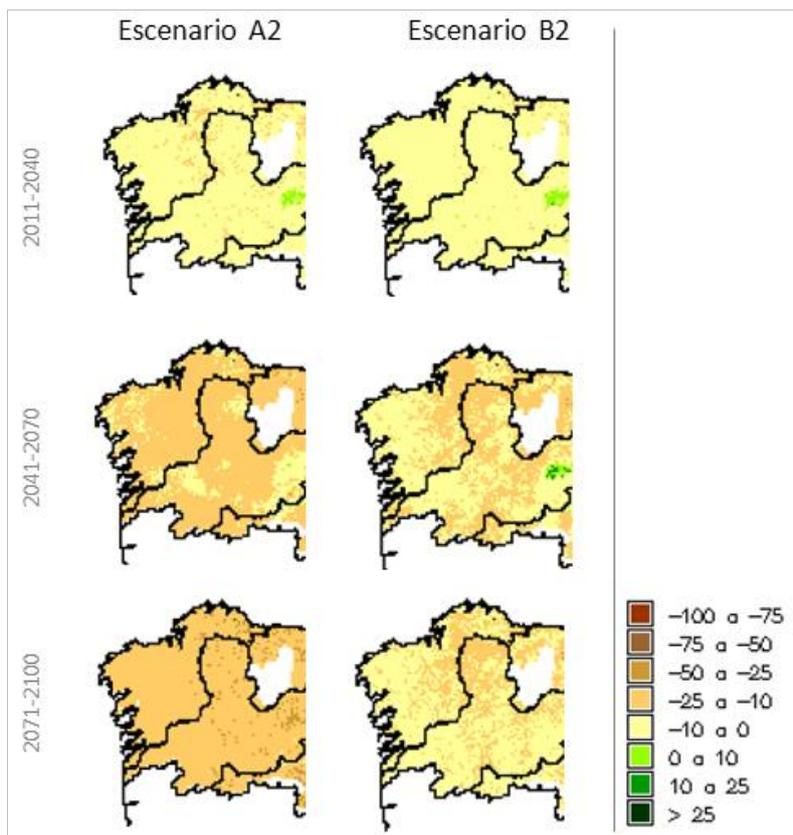 Escenario A2
Escenario B2
2011-2040
2041-2070
2071-2100
-100 a -75
-75 a -50
-50 a -25
-25 a -10
-10 a 0
0 a 10
10 a 25
> 25